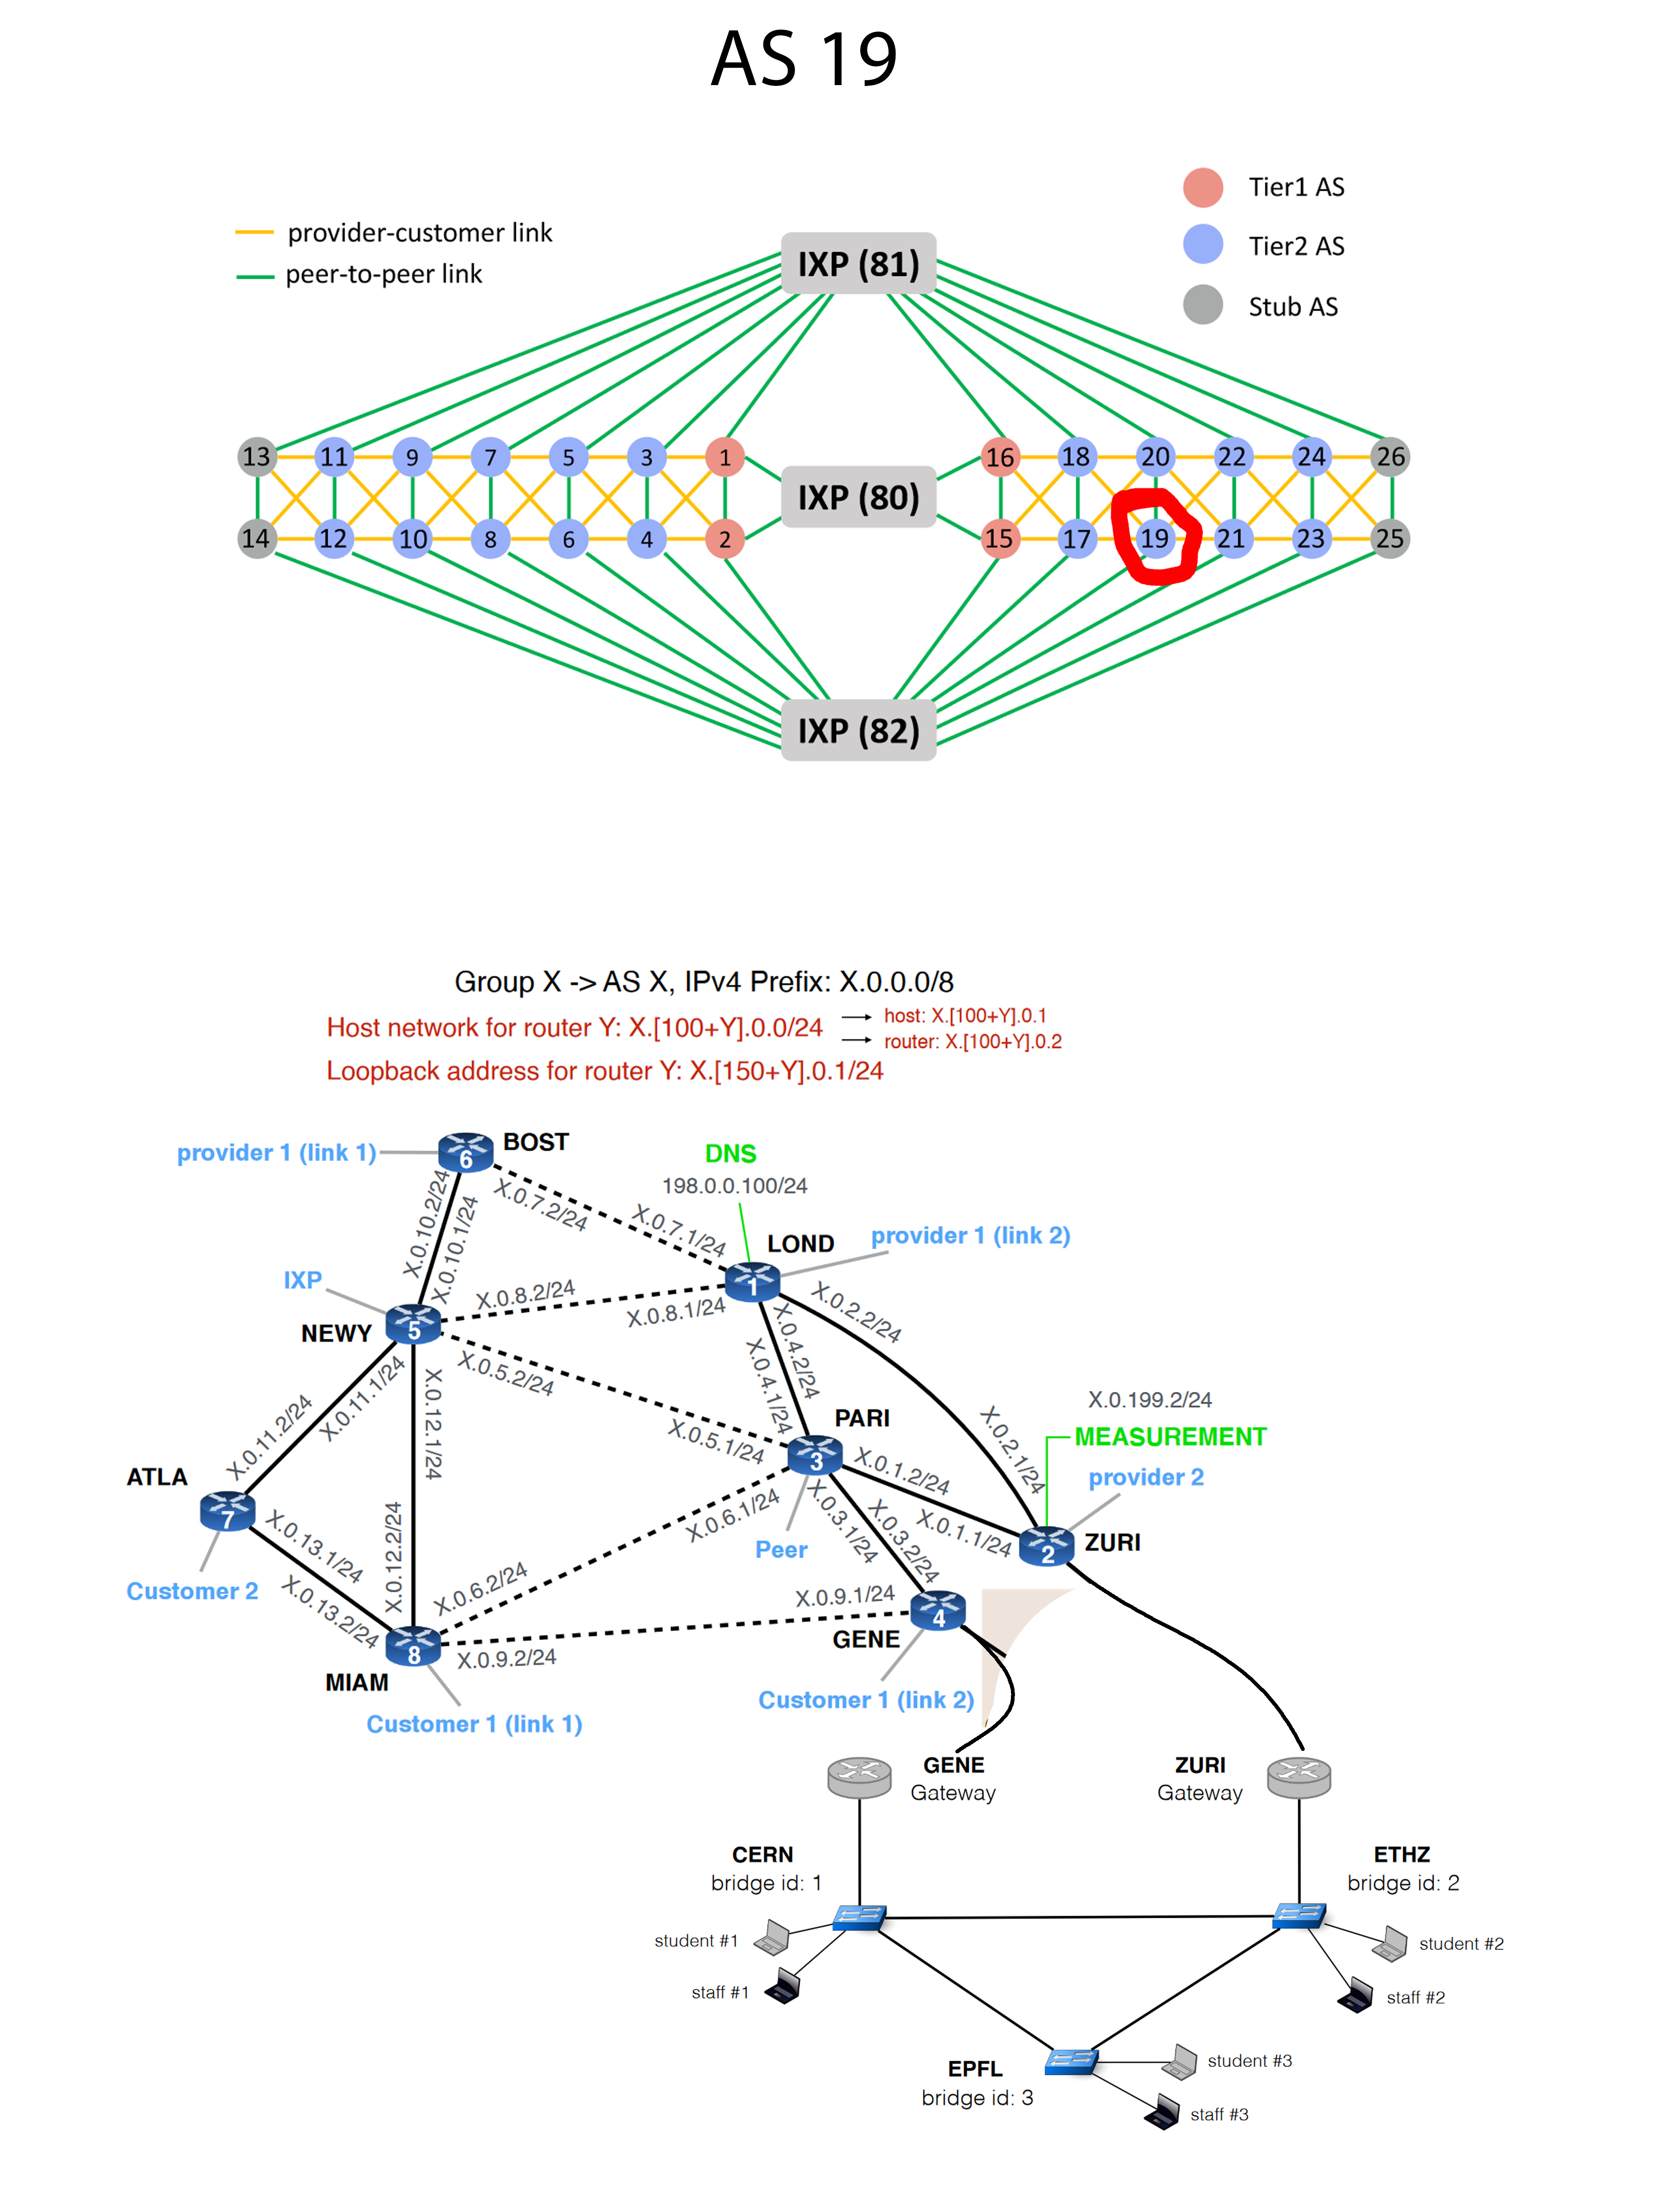 AS 19
provider-customer link
peer-to-peer link
Tier1 AS
Tier2 AS
Stub AS
IXP (81)
13 11 9 7 5 3 1
16 18 20 22 24 26
IXP (80)
14 12 10 8 6 4 2
15 17 19 21 23 25
IXP (82)
Group X -> AS X, IPv4 Prefix: X.0.0.0/8
Host network for router Y: X.[100+Y].0.0/24
host: X.[100+Y].0.1
router: X.[100+Y].0.2
Loopback address for router Y: X.[150+Y].0.1/24
provider 1 (link 1)
6
BOST
DNS
198.0.0.100/24
X.0.10.2/24
X.0.10.1/24
X.0.7.2/24
X.0.7.1/24
LOND
1
provider 1 (link 2)
IXP
NEWY
5
X.0.8.2/24
X.0.8.1/24
X.0.2.2/24
X.0.4.2/24
X.0.4.1/24
X.0.11.2/24
X.0.11.1/24
X.0.12.1/24
X.0.5.2/24
X.0.5.1/24
PARI
3
X.0.2.1/24
X.0.199.2/24
MEASUREMENT
provider 2
ATLA
7
Customer 2
X.0.13.1/24
X.0.13.2/24
X.0.12.2/24
X.0.6.2/24
X.0.6.1/24
Peer
X.0.1.2/24
X.0.1.1/24
X.0.3.1/24
X.0.3.2/24
2
ZURI
X.0.9.1/24
4
GENE
8
MIAM
X.0.9.2/24
Customer 1 (link 1)
Customer 1 (link 2)
GENE
Gateway
ZURI
Gateway
CERN
bridge id: 1
ETHZ
bridge id: 2
student #1
staff #1
student #2
staff #2
EPFL
bridge id: 3
student #3
staff #3